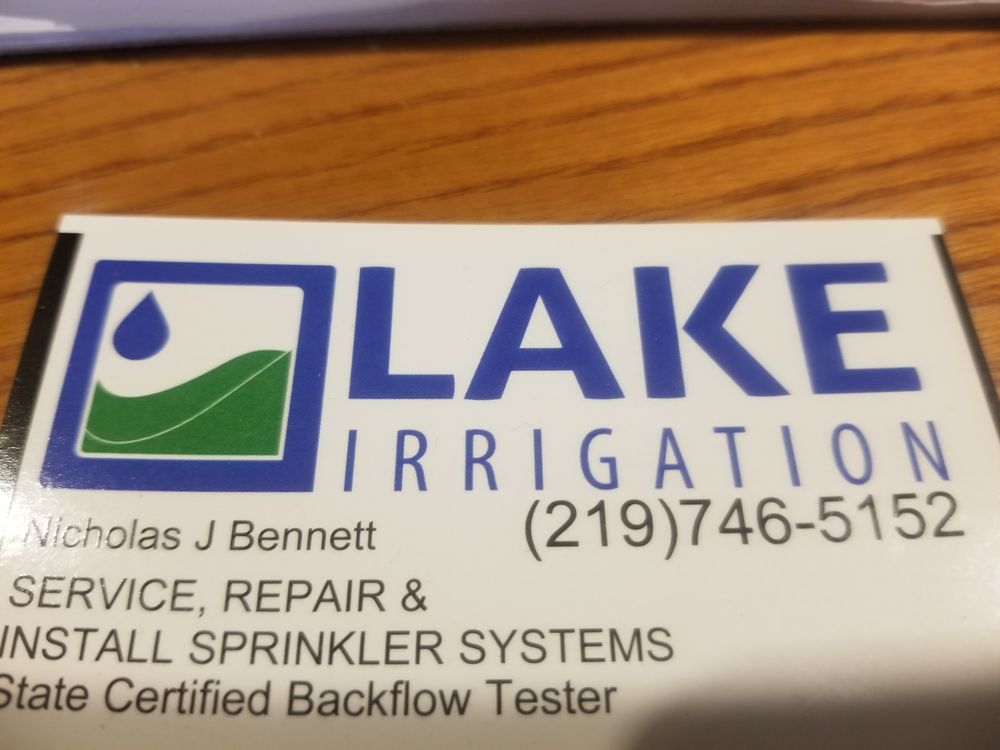 LAKE
IRRIGATION
Nicholas J Bennett
(219)746-5152
SERVICE, REPAIR &
INSTALL SPRINKLER SYSTEMS
State Certified Backflow Tester